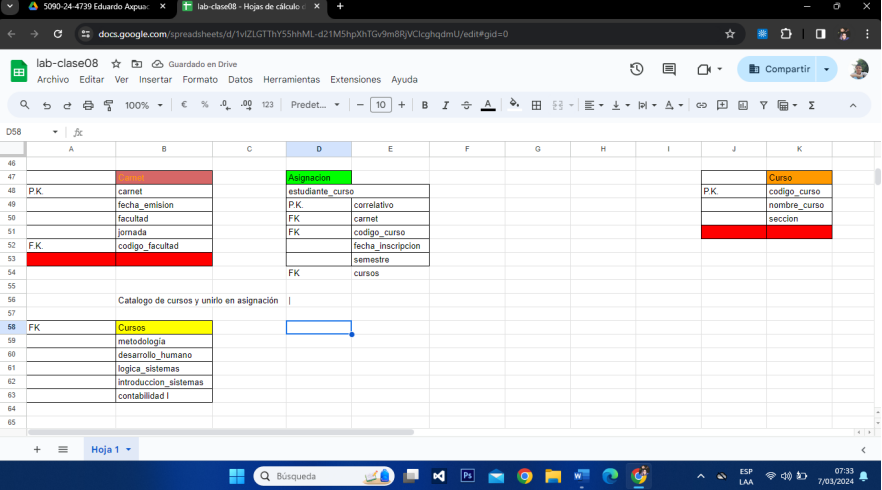 5090-24-4739 Eduardo Axpuac
lab-clase08 - Hojas de cálculo d
docs.google.com/spreadsheets/d/1vIZLGTThY55hhML-d21M5hpXhTGv9m8RjVCIcghqdmU/edit#gid=0
lab-clase08
Guardado en Drive
Compartir
Archivo Editar Ver Insertar Formato Datos Herramientas Extensiones Ayuda
100% € % .0 .00 123 Predet... 10 B I A
D58 fx
A B C D E F G H I J K
46
47 Carnet Asignacion Curso
48 P.K. carnet estudiante_curso P.K. codigo_curso
49 fecha_emision P.K. correlativo nombre_curso
50 facultad FK carnet seccion
51 jornada FK codigo_curso
52 F.K. codigo_facultad fecha_inscripcion
53 semestre
54 FK cursos
55
56 Catalogo de cursos y unirlo en asignación |
57
58 FK Cursos
59 metodología
60 desarrollo_humano
61 logica_sistemas
62 introduccion_sistemas
63 contabilidad I
64
65
Hoja 1
Búsqueda
Ps
ESP
LAA
07:33
7/03/2024